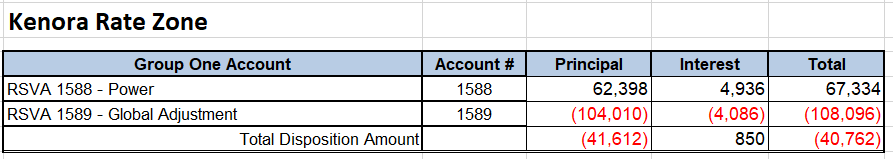 Kenora Rate Zone
Group One Account Account # Principal Interest Total
RSVA 1588 - Power 1588 62,398 4,936 67,334
RSVA 1589 - Global Adjustment 1589 (104,010) (4,086) (108,096)
Total Disposition Amount (41,612) 850 (40,762)